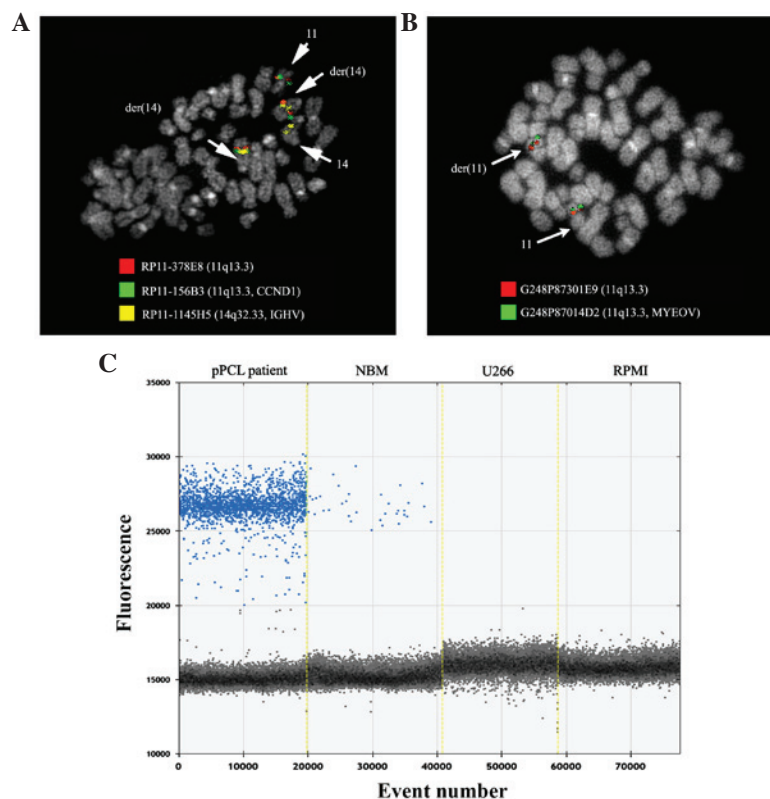 A
11
der(14)
der(14)
14
RP11-378E8 (11q13.3)
RP11-156B3 (11q13.3, CCND1)
RP11-1145H5 (14q32.33, IGHV)
B
der(11)
11
G248P87301E9 (11q13.3)
G248P87014D2 (11q13.3, MYEOV)
C
pPCL patient NBM U266 RPMI
Fluorescence
35000
30000
25000
20000
15000
10000
0 10000 20000 30000 40000 50000 60000 70000
Event number